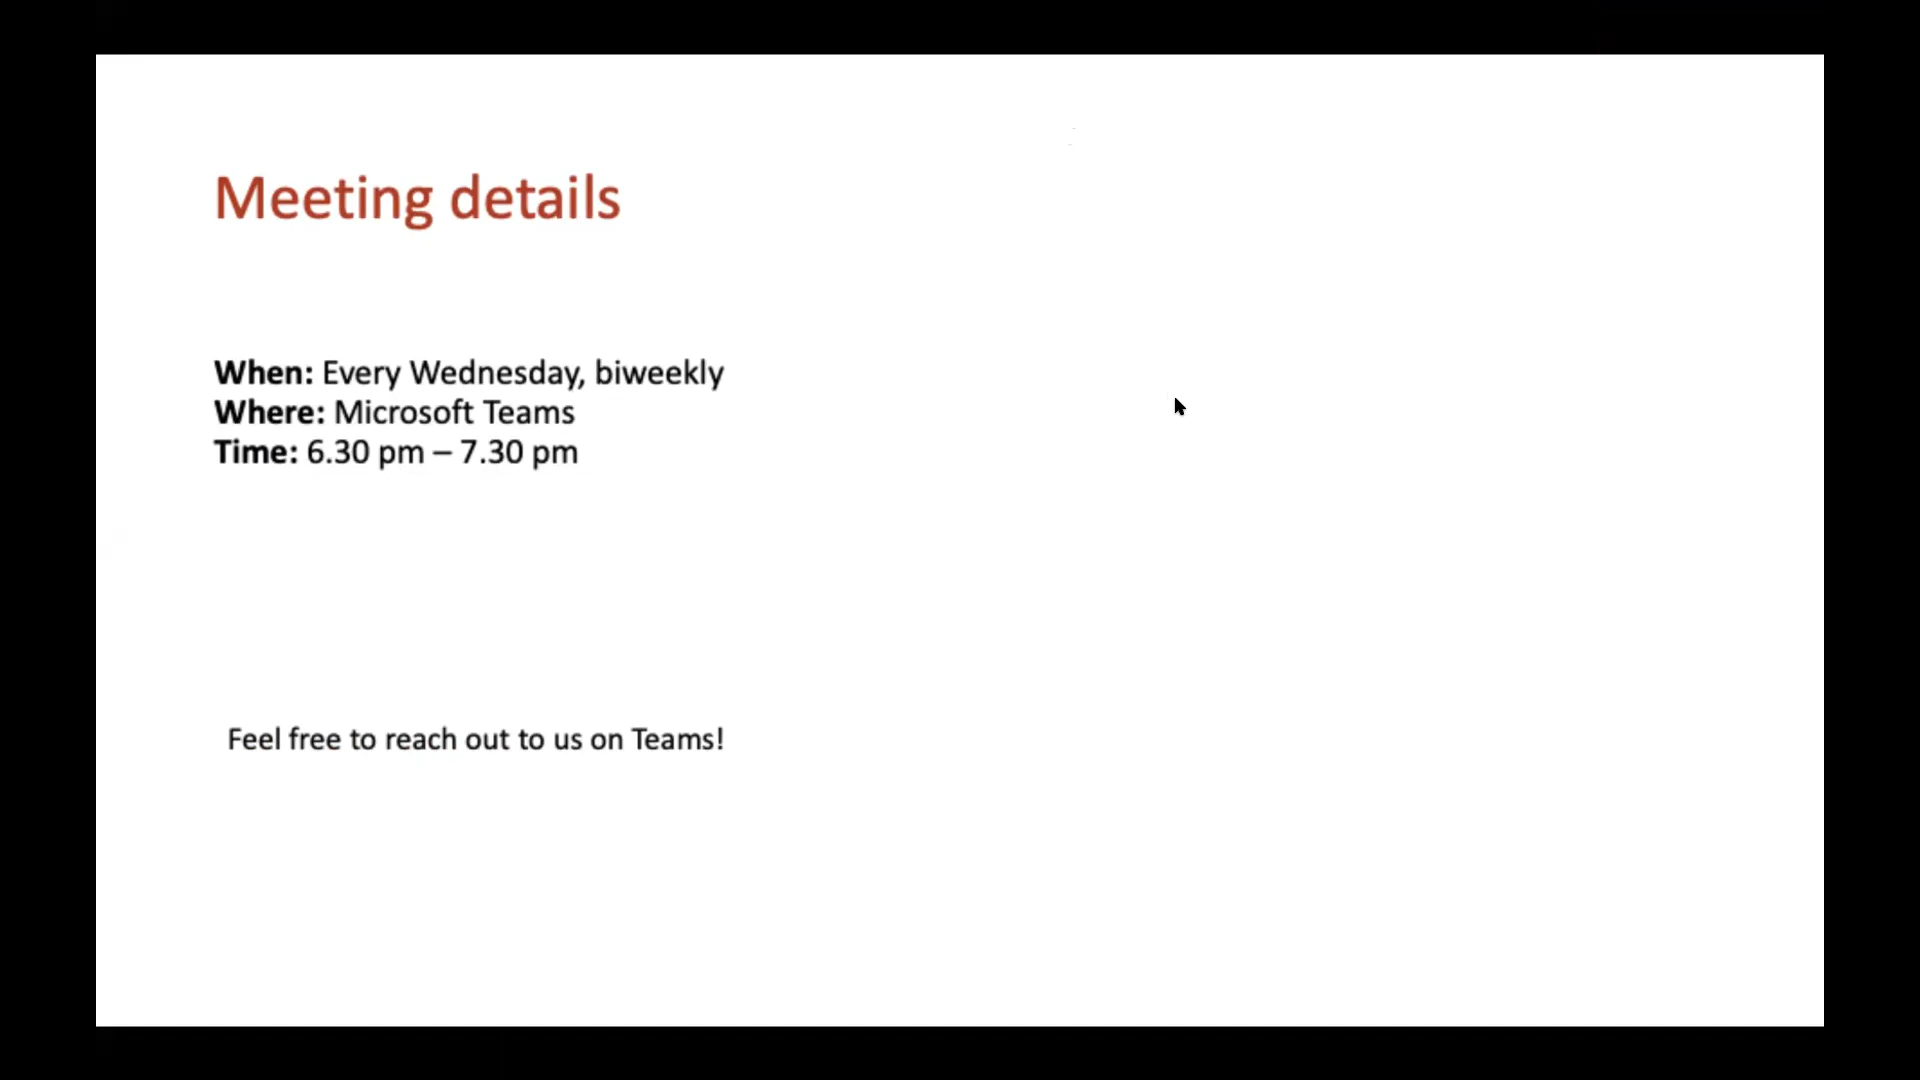 Meeting details
When: Every Wednesday, biweekly
Where: Microsoft Teams
Time: 6.30 pm – 7.30 pm
Feel free to reach out to us on Teams!